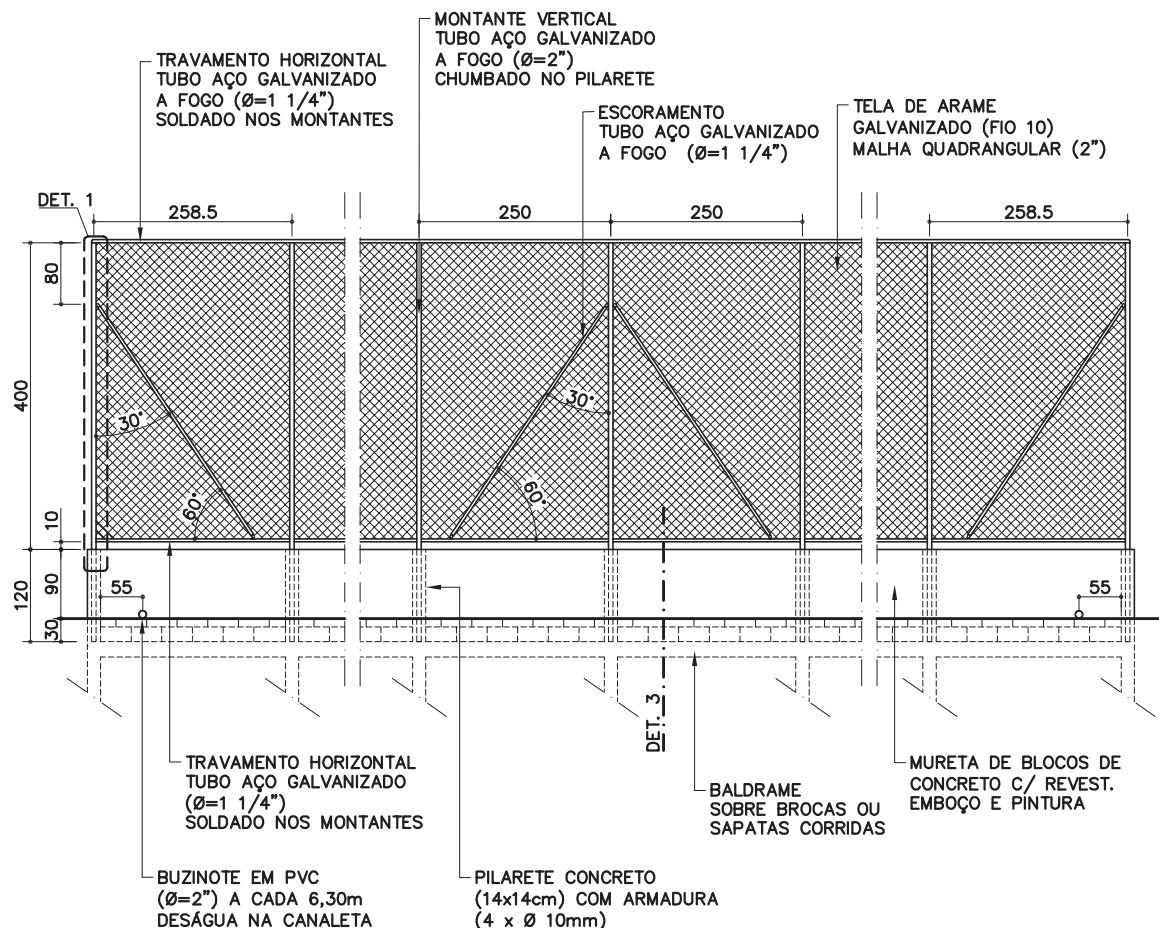 MONTANTE VERTICAL
TUBO AÇO GALVANIZADO
A FOGO (Ø=2")
CHUMBADO NO PILARETE
TRAVAMENTO HORIZONTAL
TUBO AÇO GALVANIZADO
A FOGO (Ø=1 1/4")
SOLDADO NOS MONTANTES
ESCORAMENTO
TUBO AÇO GALVANIZADO
A FOGO (Ø=1 1/4")
TELA DE ARAME
GALVANIZADO (FIO 10)
MALHA QUADRANGULAR (2")
DET. 1
258.5
250
250
258.5
80
400
10
120
90
30
30°
60°
30°
60°
55
55
DET. 3
TRAVAMENTO HORIZONTAL
TUBO AÇO GALVANIZADO
(Ø=1 1/4")
SOLDADO NOS MONTANTES
BALDRAME
SOBRE BROCAS OU
SAPATAS CORRIDAS
MURETA DE BLOCOS DE
CONCRETO C/ REVEST.
EMBOÇO E PINTURA
BUZINOTE EM PVC
(Ø=2") A CADA 6,30m
DESÁGUA NA CANALETA
PILARETE CONCRETO
(14x14cm) COM ARMADURA
(4 x Ø 10mm)